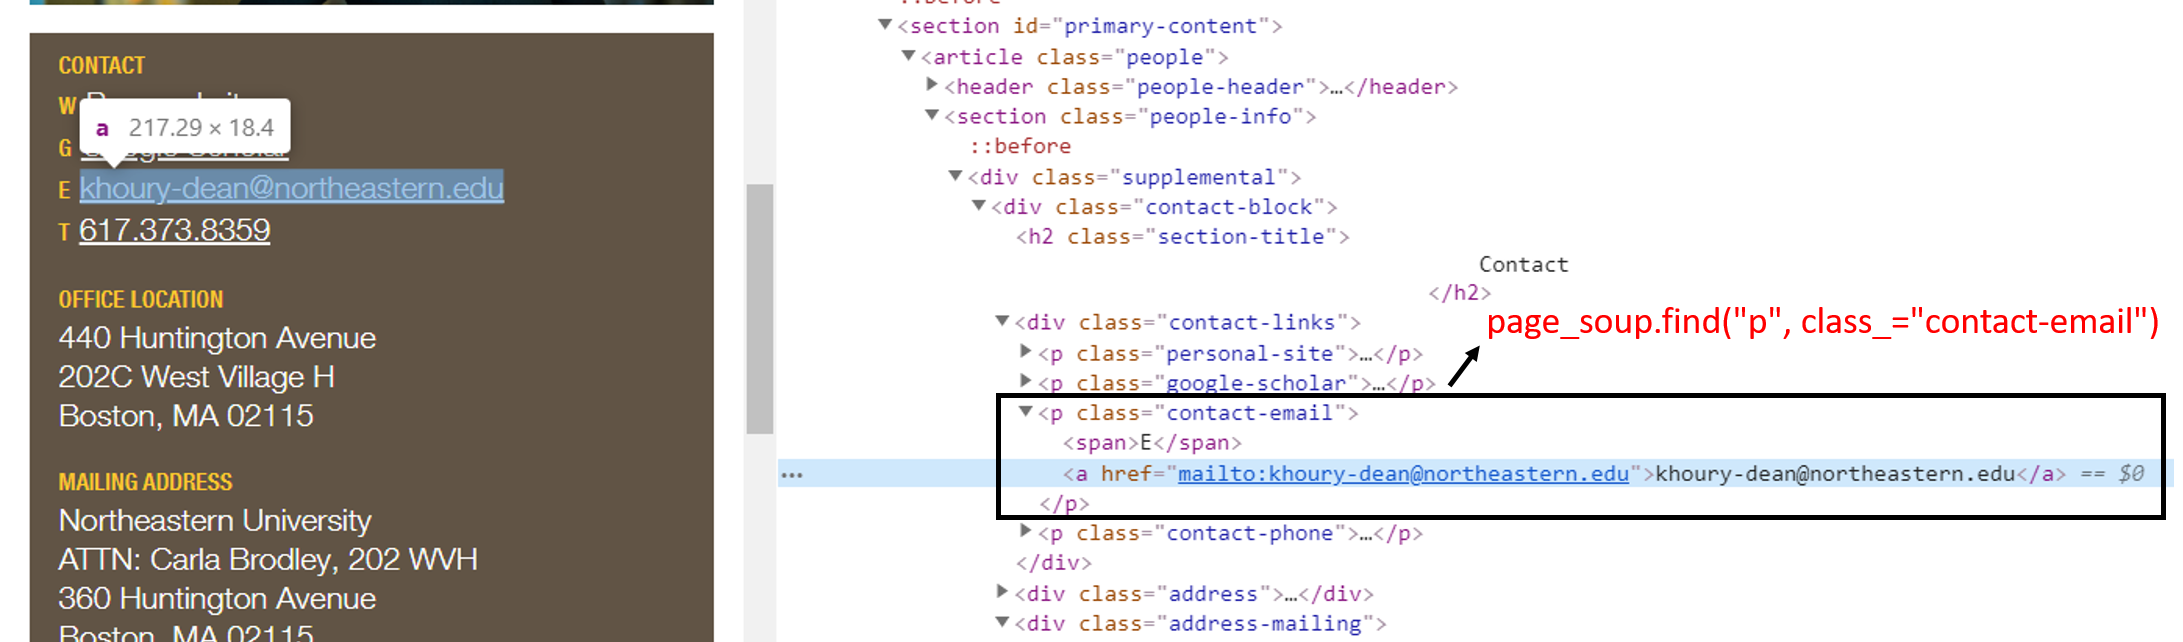 CONTACT
W
G Google Scholar
a 217.29 × 18.4
E khoury-dean@northeastern.edu
T 617.373.8359
OFFICE LOCATION
440 Huntington Avenue
202C West Village H
Boston, MA 02115
MAILING ADDRESS
Northeastern University
ATTN: Carla Brodley, 202 WVH
360 Huntington Avenue
Boston, MA 02115
::before
<section id="primary-content">
<article class="people">
<header class="people-header">…</header>
<section class="people-info">
::before
<div class="supplemental">
<div class="contact-block">
<h2 class="section-title">
Contact
</h2>
<div class="contact-links">
page_soup.find("p", class_="contact-email")
<p class="personal-site">…</p>
<p class="google-scholar">…</p>
<p class="contact-email">
<span>E</span>
... <a href="mailto:khoury-dean@northeastern.edu">khoury-dean@northeastern.edu</a> == $0
</p>
<p class="contact-phone">…</p>
</div>
<div class="address">…</div>
<div class="address-mailing">